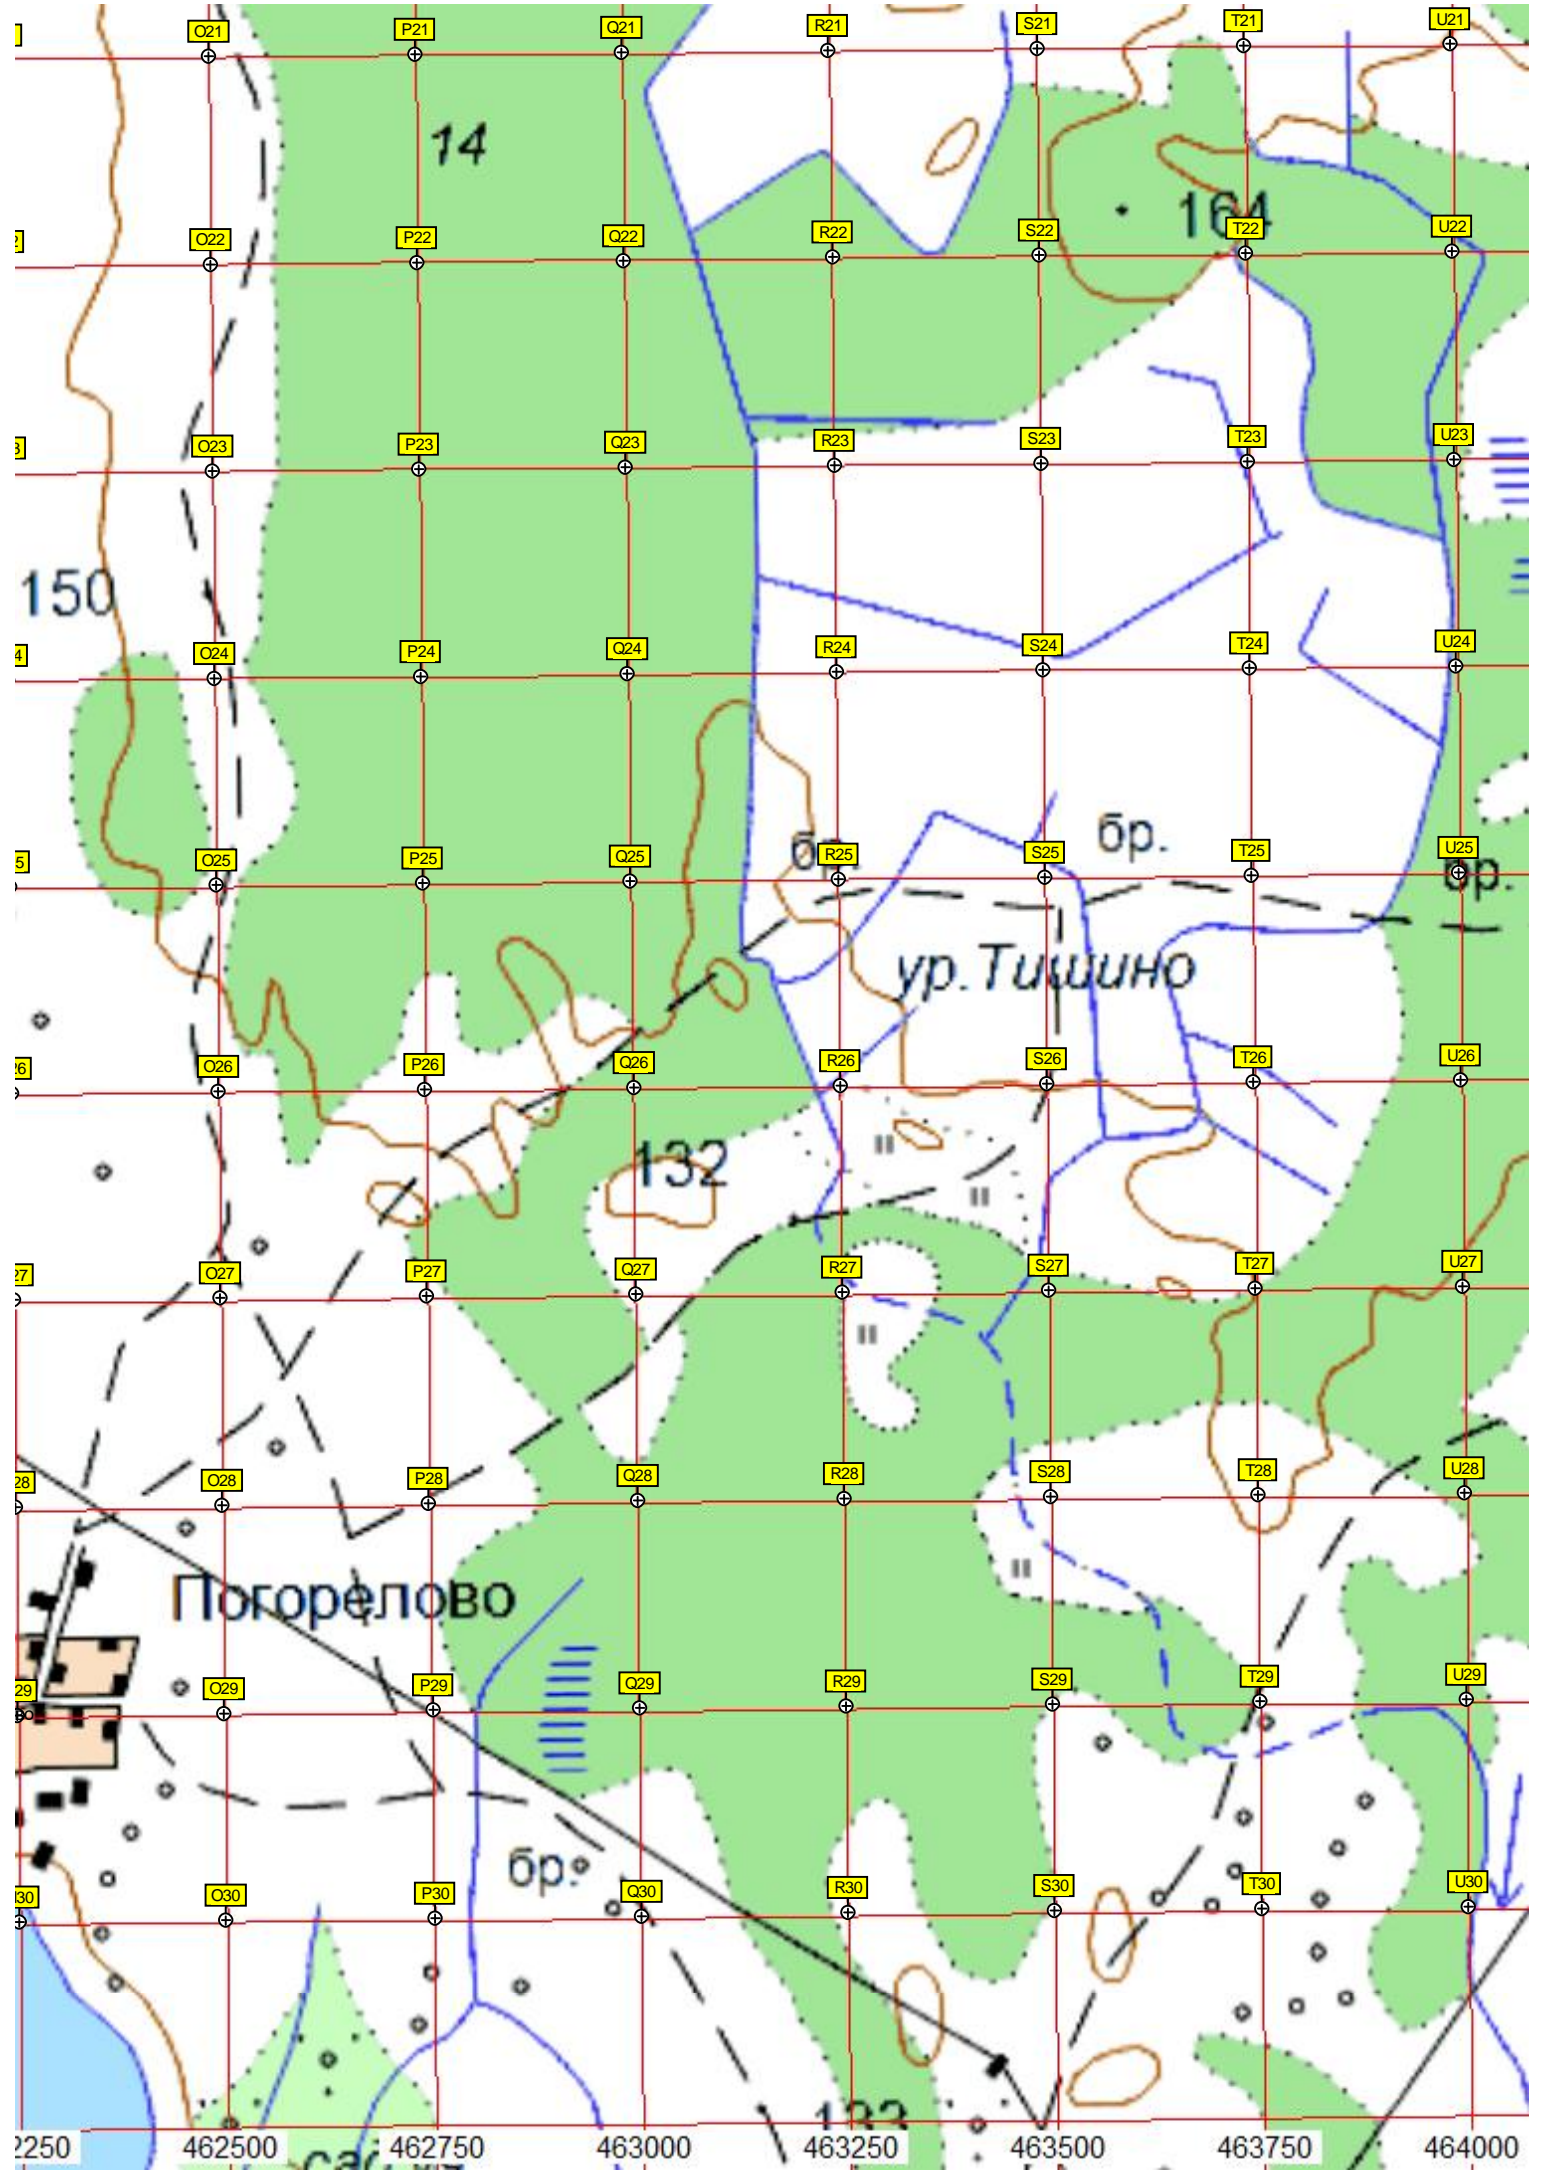 O21 P21 Q21 R21 S21 T21 U21
14
164
O22 P22 Q22 R22 S22 T22 U22
O23 P23 Q23 R23 S23 T23 U23
150
O24 P24 Q24 R24 S24 T24 U24
бр.
O25 P25 Q25 R25 S25 T25 U25
бр.
ур.Тишино
O26 P26 Q26 R26 S26 T26 U26
132
O27 P27 Q27 R27 S27 T27 U27
O28 P28 Q28 R28 S28 T28 U28
Погорелово
O29 P29 Q29 R29 S29 T29 U29
бр.
O30 P30 Q30 R30 S30 T30 U30
2250 462500 462750 463000 463250 463500 463750 464000